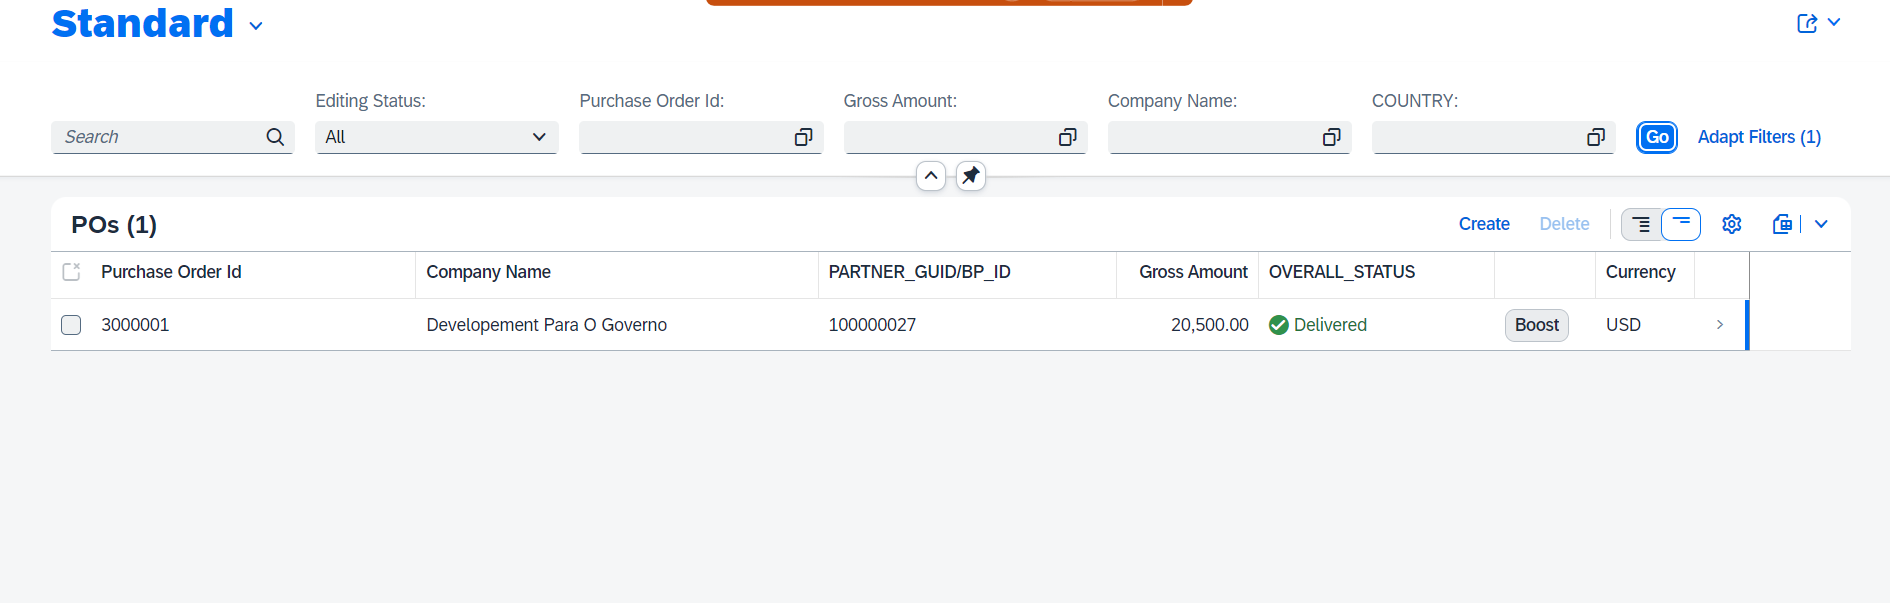 Standard
Editing Status:
Purchase Order Id:
Gross Amount:
Company Name:
COUNTRY:
Search
All
Go
Adapt Filters (1)
POs (1)
Create
Delete
Purchase Order Id
Company Name
PARTNER_GUID/BP_ID
Gross Amount
OVERALL_STATUS
Currency
3000001
Developement Para O Governo
100000027
20,500.00
Delivered
Boost
USD